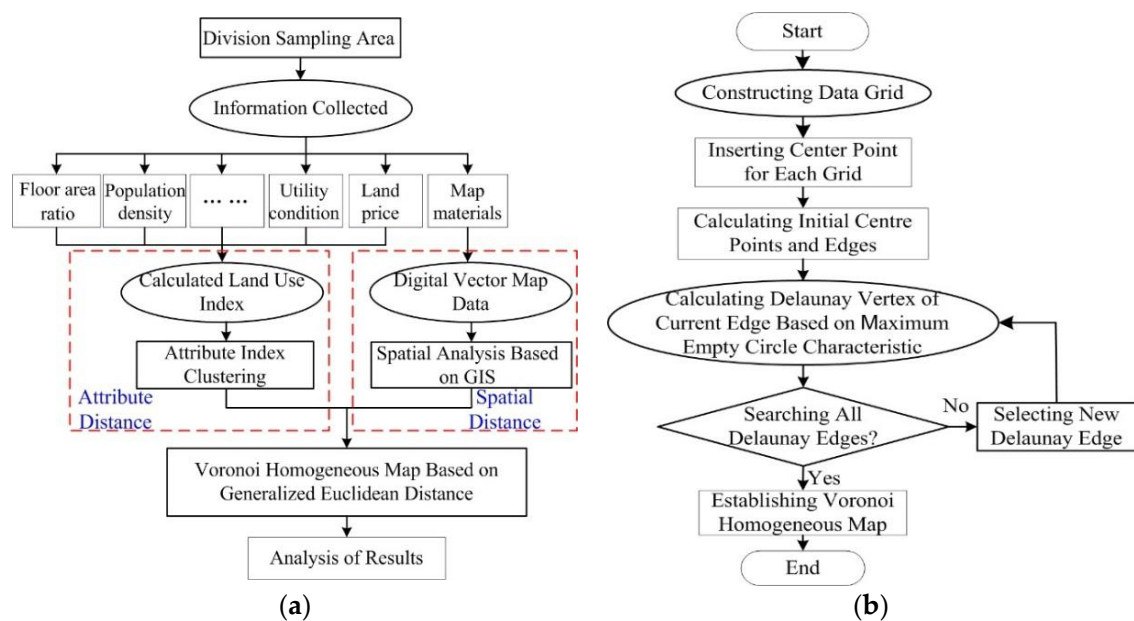 Division Sampling Area
Information Collected
Floor area
ratio
Population
density
... ...
Utility
condition
Land
price
Map
materials
Calculated Land Use
Index
Digital Vector Map
Data
Attribute Index
Clustering
Spatial Analysis Based
on GIS
Attribute
Distance
Spatial
Distance
Voronoi Homogeneous Map Based on
Generalized Euclidean Distance
Analysis of Results
(a)
Start
Constructing Data Grid
Inserting Center Point
for Each Grid
Calculating Initial Centre
Points and Edges
Calculating Delaunay Vertex of
Current Edge Based on Maximum
Empty Circle Characteristic
Searching All
Delaunay Edges?
No
Selecting New
Delaunay Edge
Yes
Establishing Voronoi
Homogeneous Map
End
(b)